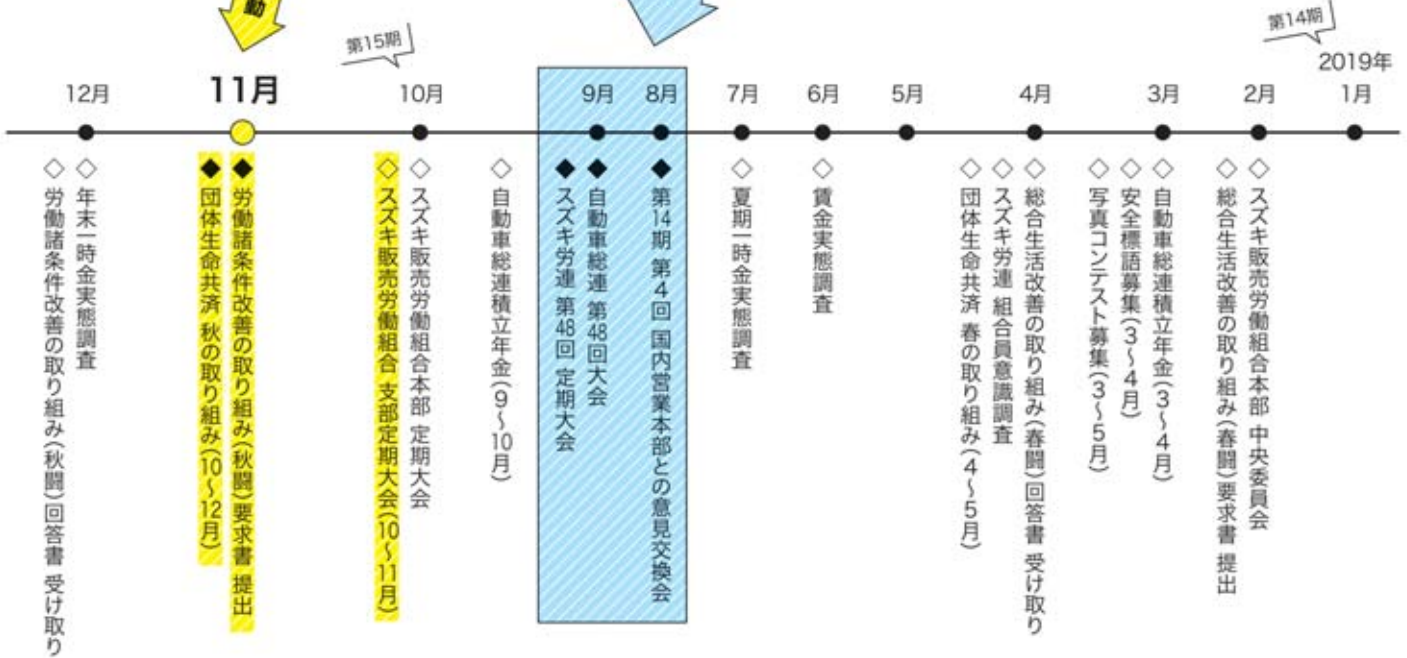 動
第14期
2019年
1月
2月
3月
4月
5月
6月
7月
8月
9月
第15期
10月
11月
12月
◇スズキ販売労働組合本部 中央委員会
◇総合生活改善の取り組み(春闘)要求書 提出
◇自動車総連積立年金(3〜4月)
◇安全標語募集(3〜4月)
◇写真コンテスト募集(3〜5月)
◇総合生活改善の取り組み(春闘)回答書 受け取り
◇スズキ労連 組合員意識調査
◇団体生命共済 春の取り組み(4〜5月)
◇賃金実態調査
◇夏期一時金実態調査
◆第14期 第4回 国内営業本部との意見交換会
◆自動車総連 第48回大会
◆スズキ労連 第48回 定期大会
◇自動車総連積立年金(9〜10月)
◇スズキ販売労働組合本部 定期大会
◇スズキ販売労働組合 支部定期大会(10〜11月)
◆労働諸条件改善の取り組み(秋闘)要求書 提出
◆団体生命共済 秋の取り組み(10〜12月)
◇年末一時金実態調査
◇労働諸条件改善の取り組み(秋闘)回答書 受け取り